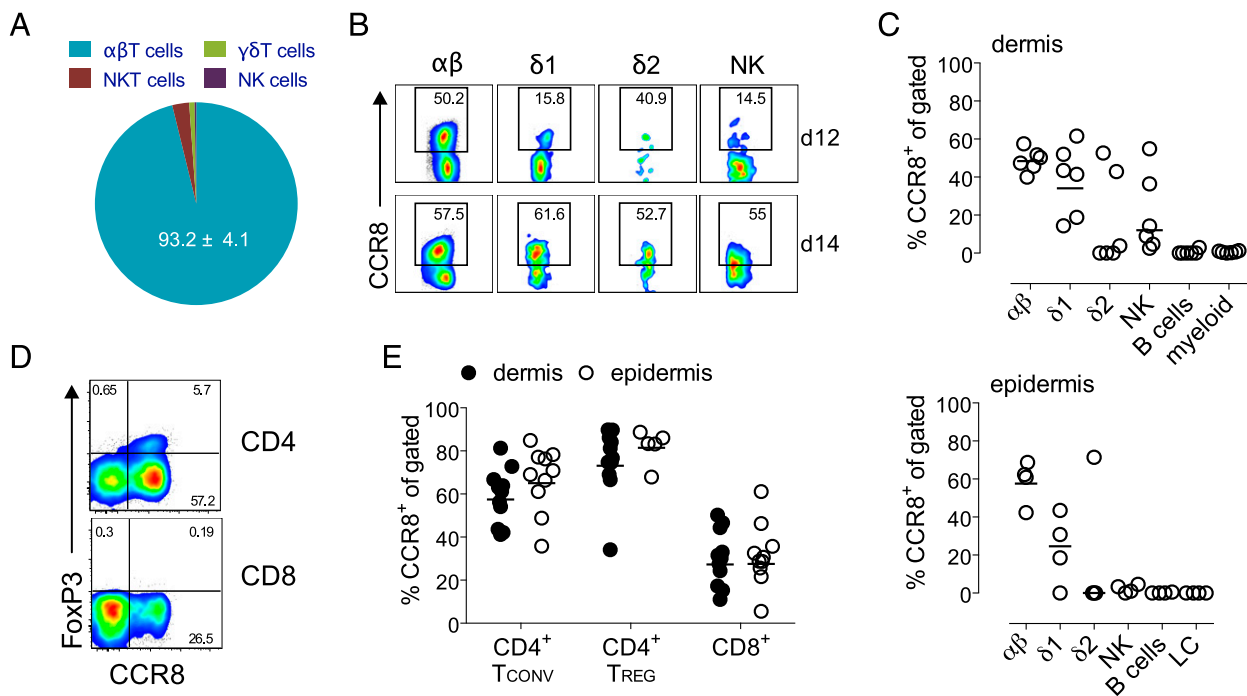 A
αβT cells
γδT cells
NKT cells
NK cells
93.2 ± 4.1
B
αβ
δ1
δ2
NK
50.2
15.8
40.9
14.5
d12
57.5
61.6
52.7
55
d14
CCR8
C
dermis
% CCR8⁺ of gated
100
80
60
40
20
0
αβ
δ1
δ2
NK
B cells
myeloid
epidermis
% CCR8⁺ of gated
100
80
60
40
20
0
αβ
δ1
δ2
NK
B cells
LC
D
0.65
5.7
57.2
CD4
0.3
0.19
26.5
CD8
FoxP3
CCR8
E
dermis
epidermis
% CCR8⁺ of gated
100
80
60
40
20
0
CD4⁺
TCONV
CD4⁺
TREG
CD8⁺